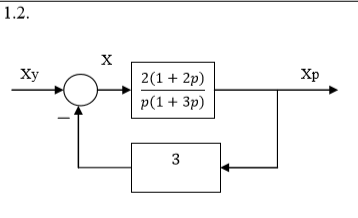 1.2.
X
Xy
2(1 + 2p)
p(1 + 3p)
Xp
—
3